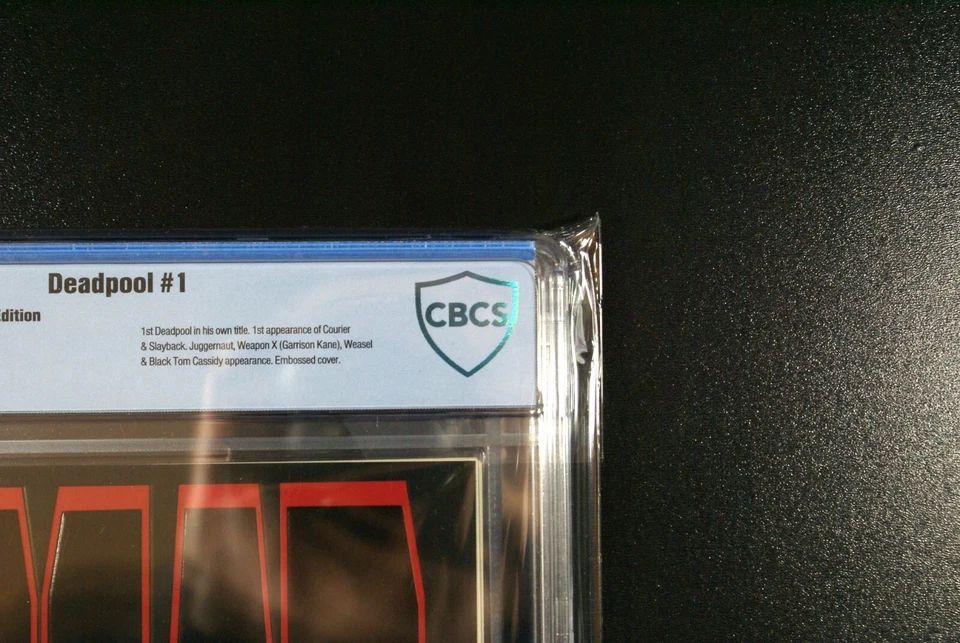 Deadpool #1
Edition
1st Deadpool in his own title. 1st appearance of Courier
& Slayback. Juggernaut, Weapon X (Garrison Kane), Weasel
& Black Tom Cassidy appearance. Embossed cover.
CBCS